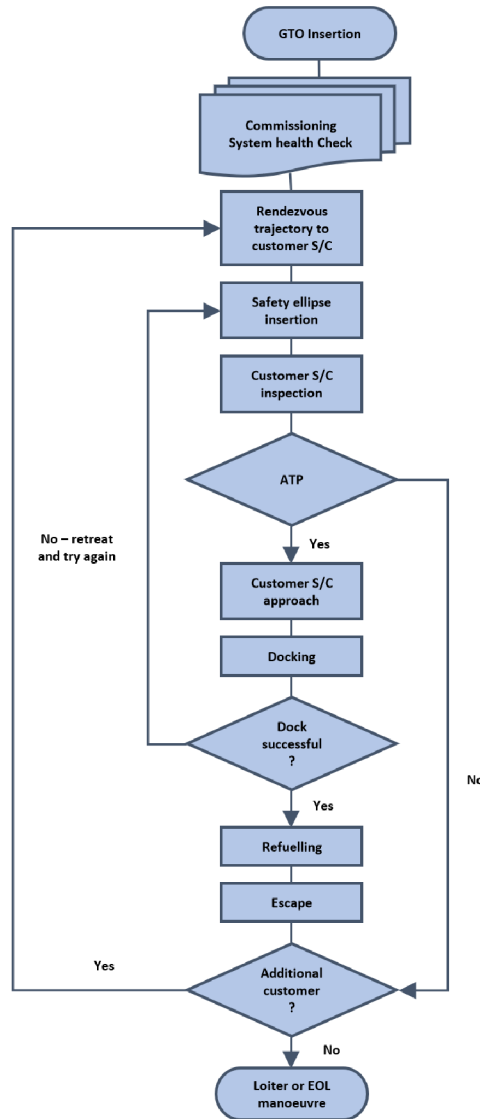 GTO Insertion
Commissioning
System health Check
Rendezvous
trajectory to
customer S/C
Safety ellipse
insertion
Customer S/C
inspection
ATP
No – retreat
and try again
Yes
Customer S/C
approach
Docking
Dock
successful
?
No
Yes
Refuelling
Escape
Yes
Additional
customer
?
No
Loiter or EOL
manoeuvre